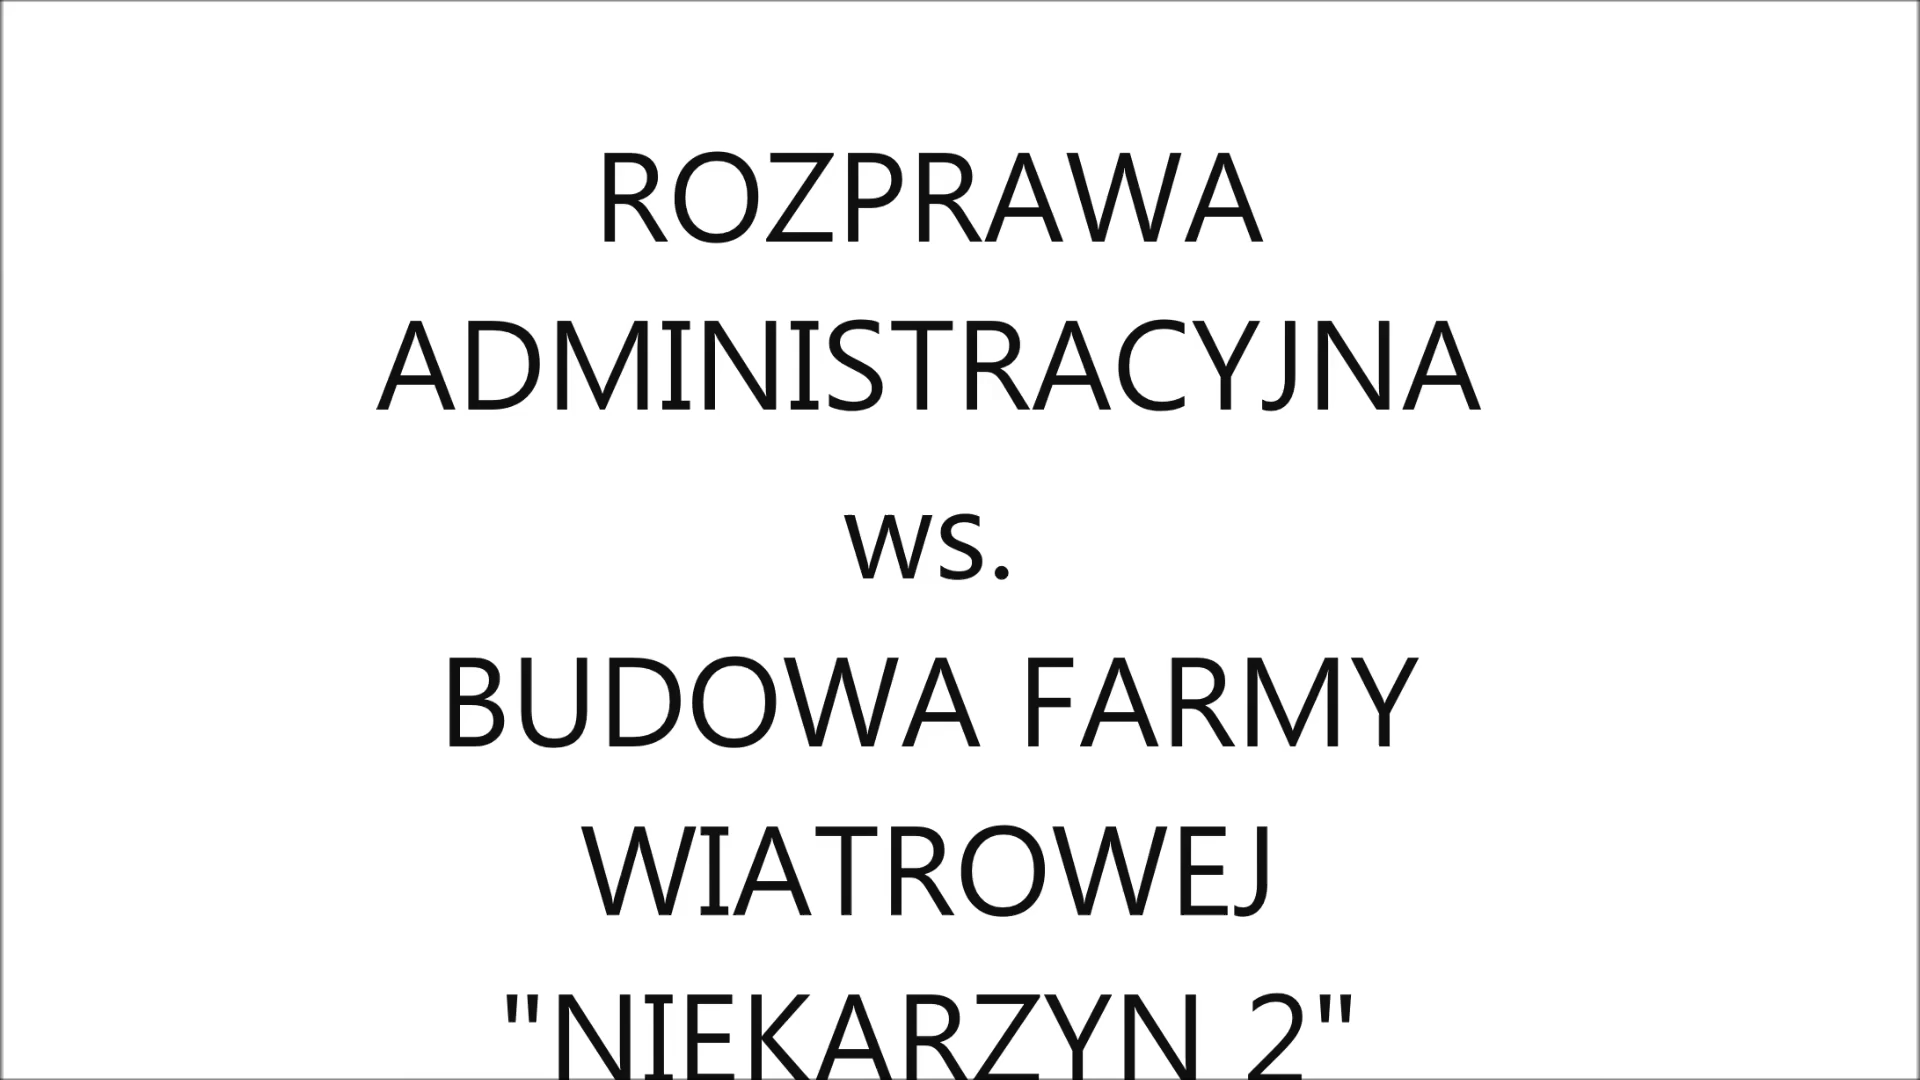 ROZPRAWA
ADMINISTRACYJNA
ws.
BUDOWA FARMY
WIATROWEJ
"NIEKARZYN 2"